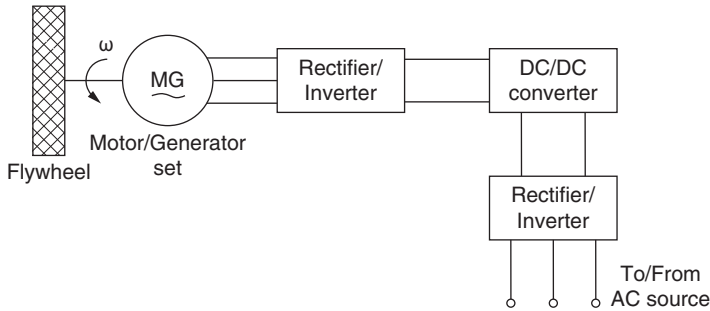 ω
MG
Rectifier/
Inverter
DC/DC
converter
Motor/Generator
set
Flywheel
Rectifier/
Inverter
To/From
AC source